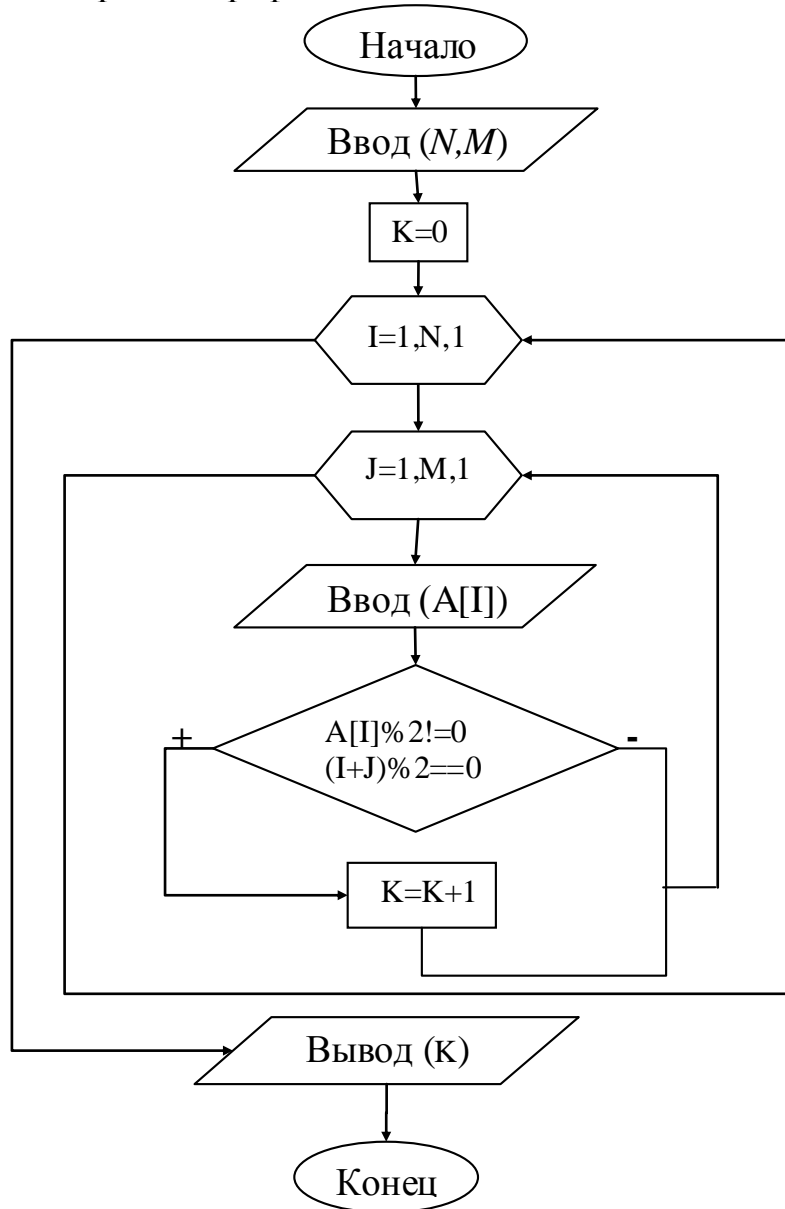 Начало
Ввод (N,M)
K=0
I=1,N,1
J=1,M,1
Ввод (A[I])
+
-
A[I]%2!=0
(I+J)%2==0
K=K+1
Вывод (K)
Конец